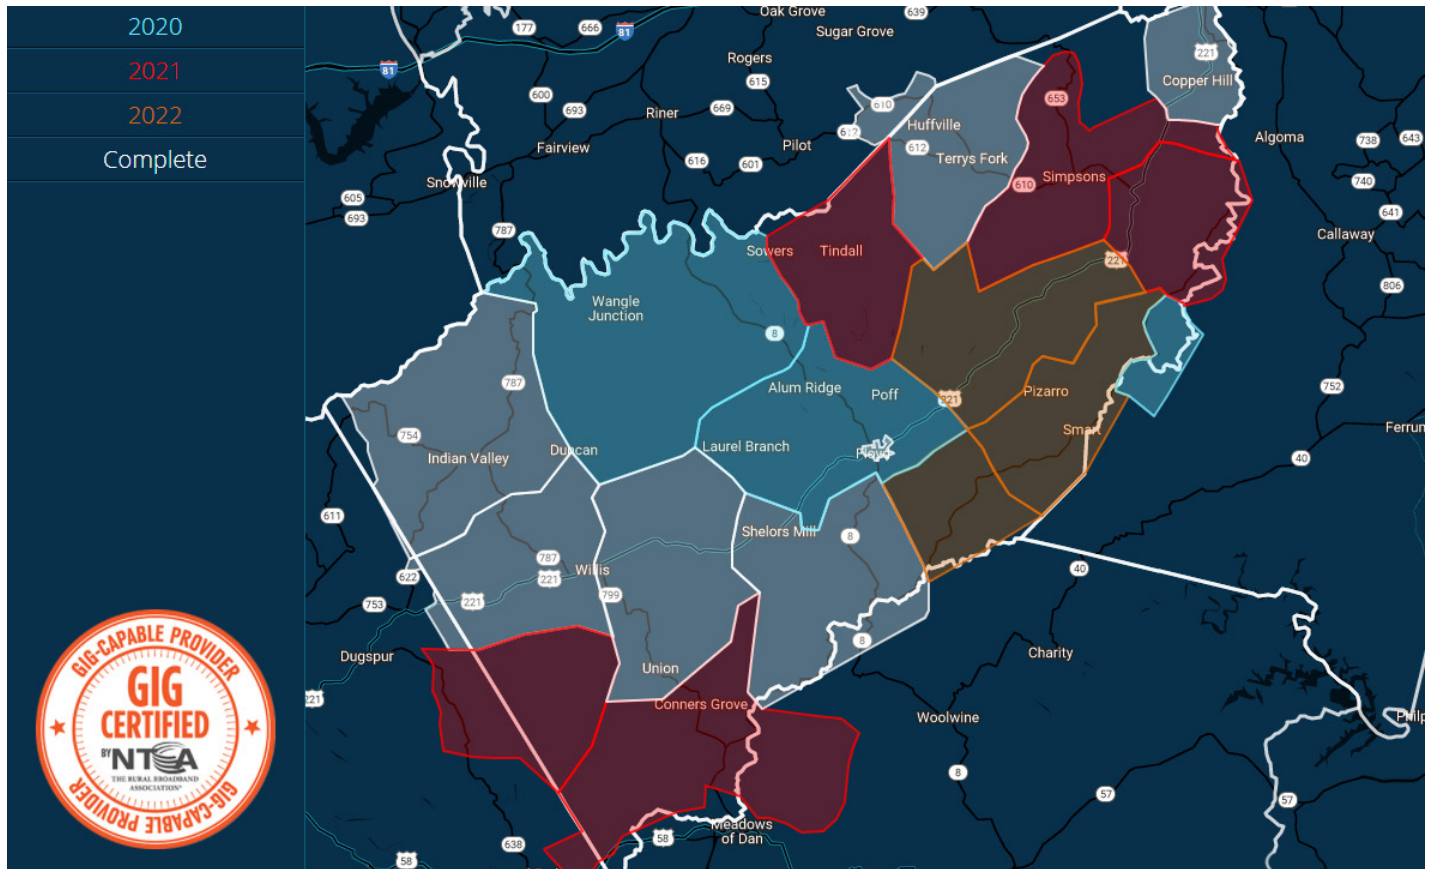 2020
2021
2022
Complete
GIG-CAPABLE PROVIDER
GIG
CERTIFIED
BY NTCA
THE RURAL BROADBAND
ASSOCIATION
GIG-CAPABLE PROVIDER
Oak Grove
639
177
666
81
Sugar Grove
221
81
Rogers
Copper Hill
615
600
653
693
Riner
669
610
Huffville
Algoma
738
643
612
Pilot
612
Fairview
Terrys Fork
616
601
Simpsons
740
Snowville
610
605
693
641
787
Callaway
Sowers
Tindall
221
806
Wangle
Junction
8
787
Alum Ridge
Poff
Pizarro
752
221
754
Smart
Ferrum
Duncan
Laurel Branch
Floyd
Indian Valley
40
611
Shelors Mill
8
787
Willis
40
622
221
799
753
221
8
Dugspur
Union
Charity
221
Conners Grove
Woolwine
Philp
8
57
57
Meadows
of Dan
58
638
58